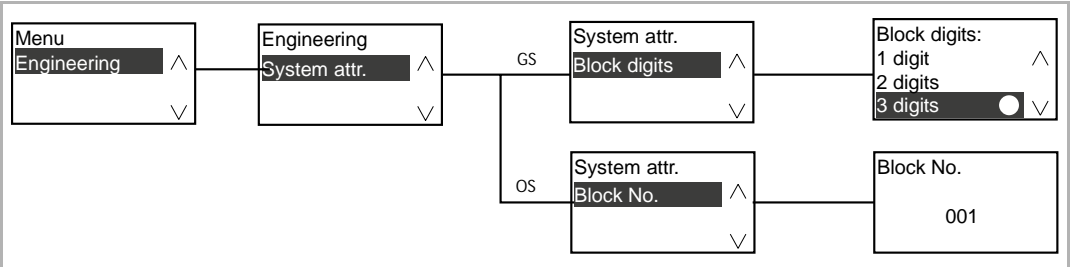 Menu
Engineering
Engineering
System attr.
GS
System attr.
Block digits
Block digits:
1 digit
2 digits
3 digits
OS
System attr.
Block No.
Block No.
001